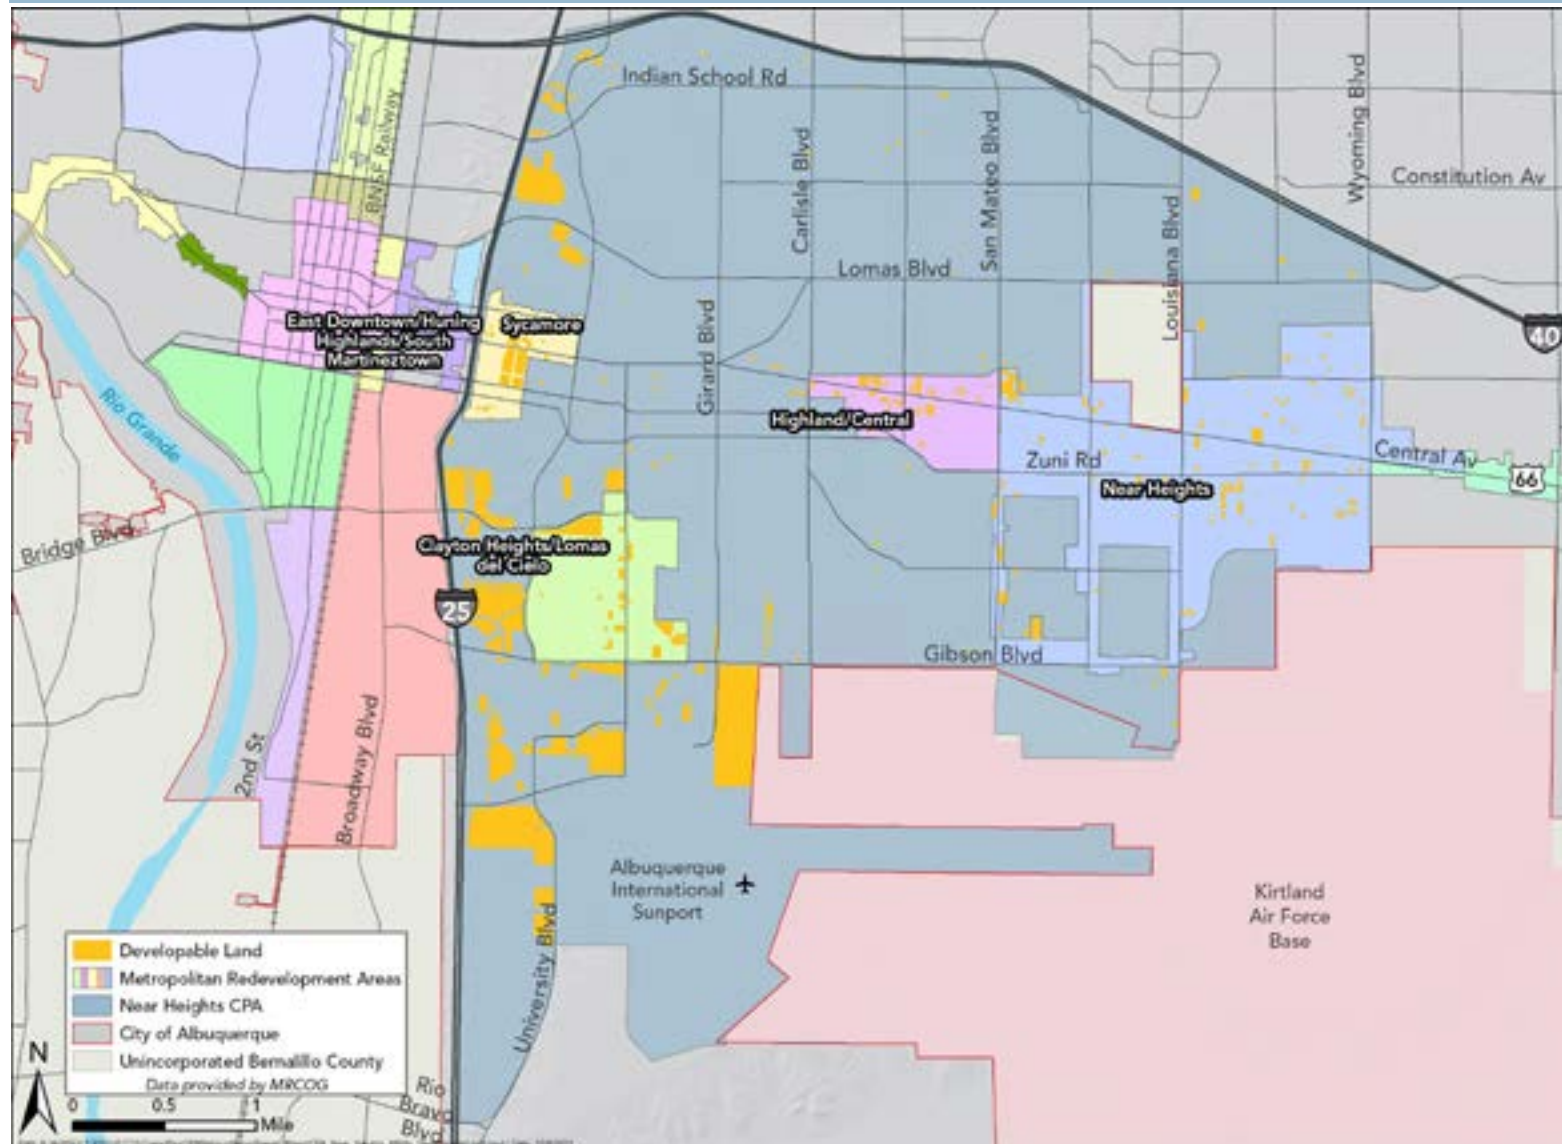 Indian School Rd
BNSF Railway
Carlisle Blvd
San Mateo Blvd
Wyoming Blvd
Constitution Av
Louisiana Blvd
Lomas Blvd
Girard Blvd
East Downtown/Huning
Highlands/South
Martineztown
Sycamore
40
Rio Grande
Highland/Central
Zuni Rd
Central Av
66
Near Heights
Bridge Blvd
Clayton Heights/Lomas
del Cielo
25
Gibson Blvd
2nd St
Broadway Blvd
Albuquerque
International
Sunport
Kirtland
Air Force
Base
University Blvd
Developable Land
Metropolitan Redevelopment Areas
Near Heights CPA
City of Albuquerque
Unincorporated Bernalillo County
Data provided by MRCOG
N
0 0.5 1
Mile
Rio
Bravo
Blvd